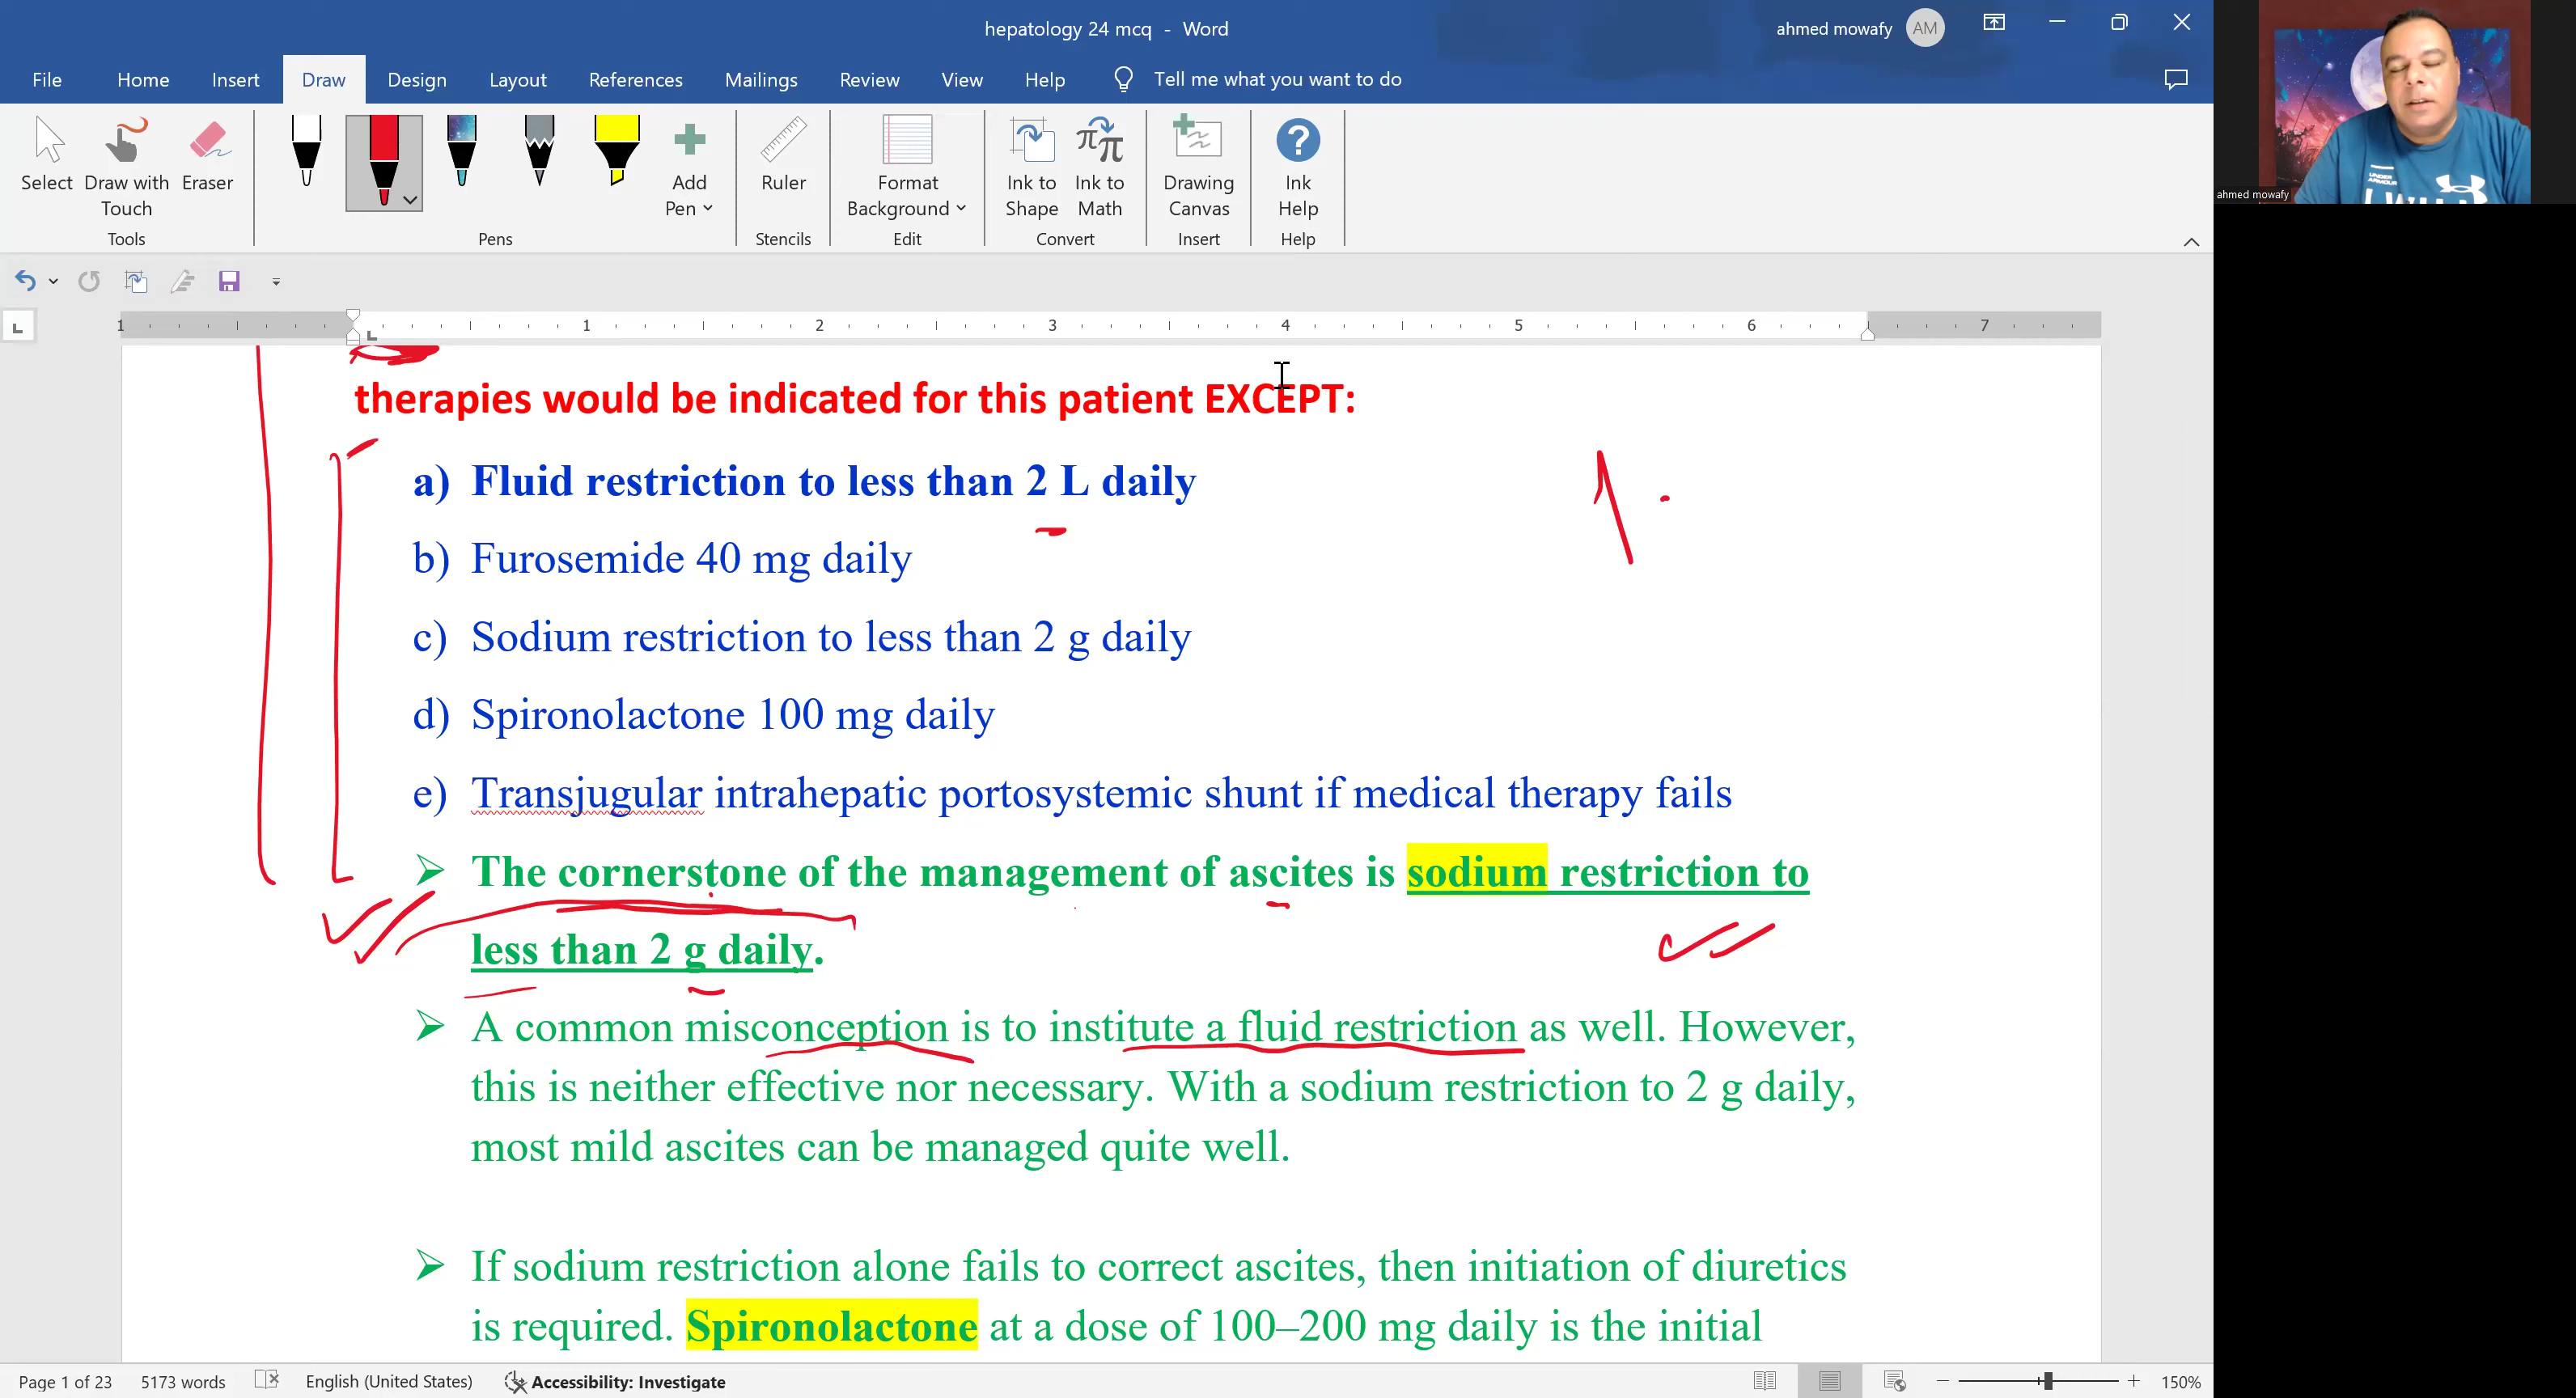 hepatology 24 mcq - Word
ahmed mowafy AM
File Home Insert Draw Design Layout References Mailings Review View Help Tell me what you want to do
Select Draw with Touch Eraser
Add Pen
Ruler
Format Background
Ink to Shape Ink to Math
Drawing Canvas
Ink Help
Tools Pens Stencils Edit Convert Insert Help
ahmed mowafy
1 1 2 3 4 5 6 7
therapies would be indicated for this patient EXCEPT:
a) Fluid restriction to less than 2 L daily
b) Furosemide 40 mg daily
c) Sodium restriction to less than 2 g daily
d) Spironolactone 100 mg daily
e) Transjugular intrahepatic portosystemic shunt if medical therapy fails
➢ The cornerstone of the management of ascites is sodium restriction to
less than 2 g daily.
➢ A common misconception is to institute a fluid restriction as well. However,
this is neither effective nor necessary. With a sodium restriction to 2 g daily,
most mild ascites can be managed quite well.
➢ If sodium restriction alone fails to correct ascites, then initiation of diuretics
is required. Spironolactone at a dose of 100–200 mg daily is the initial
Page 1 of 23 5173 words English (United States) Accessibility: Investigate 150%